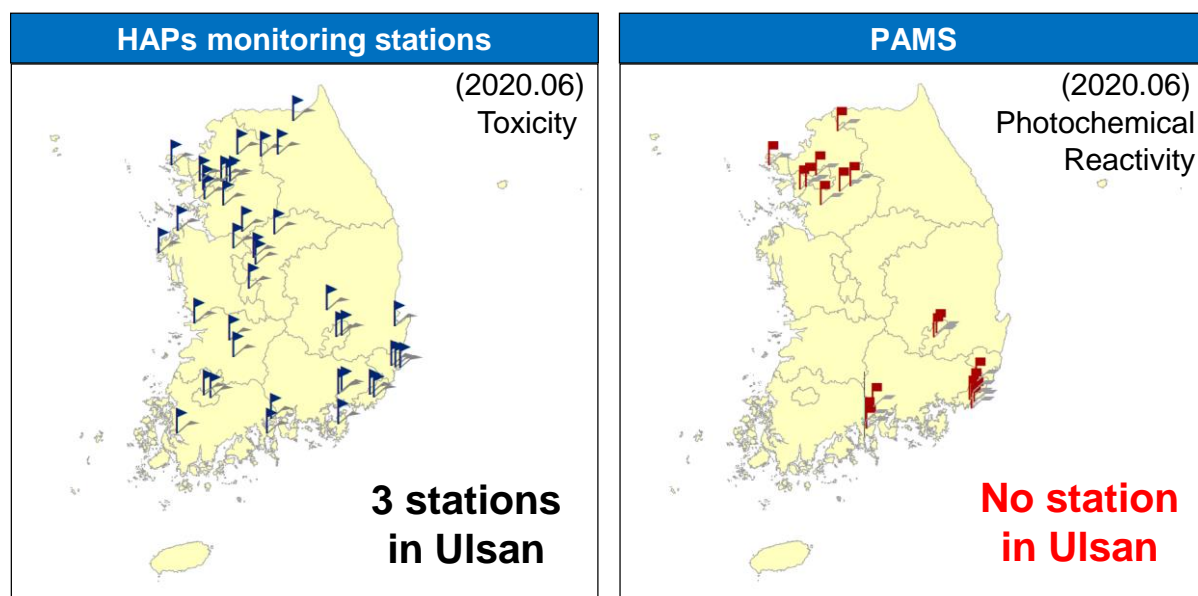 HAPs monitoring stations
(2020.06)
Toxicity
3 stations
in Ulsan
PAMS
(2020.06)
Photochemical
Reactivity
No station
in Ulsan